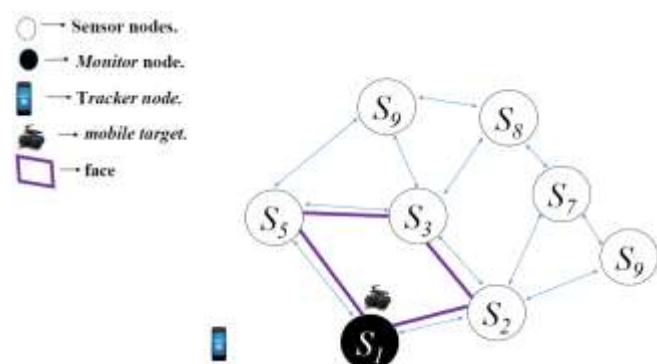 Sensor nodes.
Monitor node.
Tracker node.
mobile target.
face
S9
S8
S7
S5
S3
S9
S2
S1